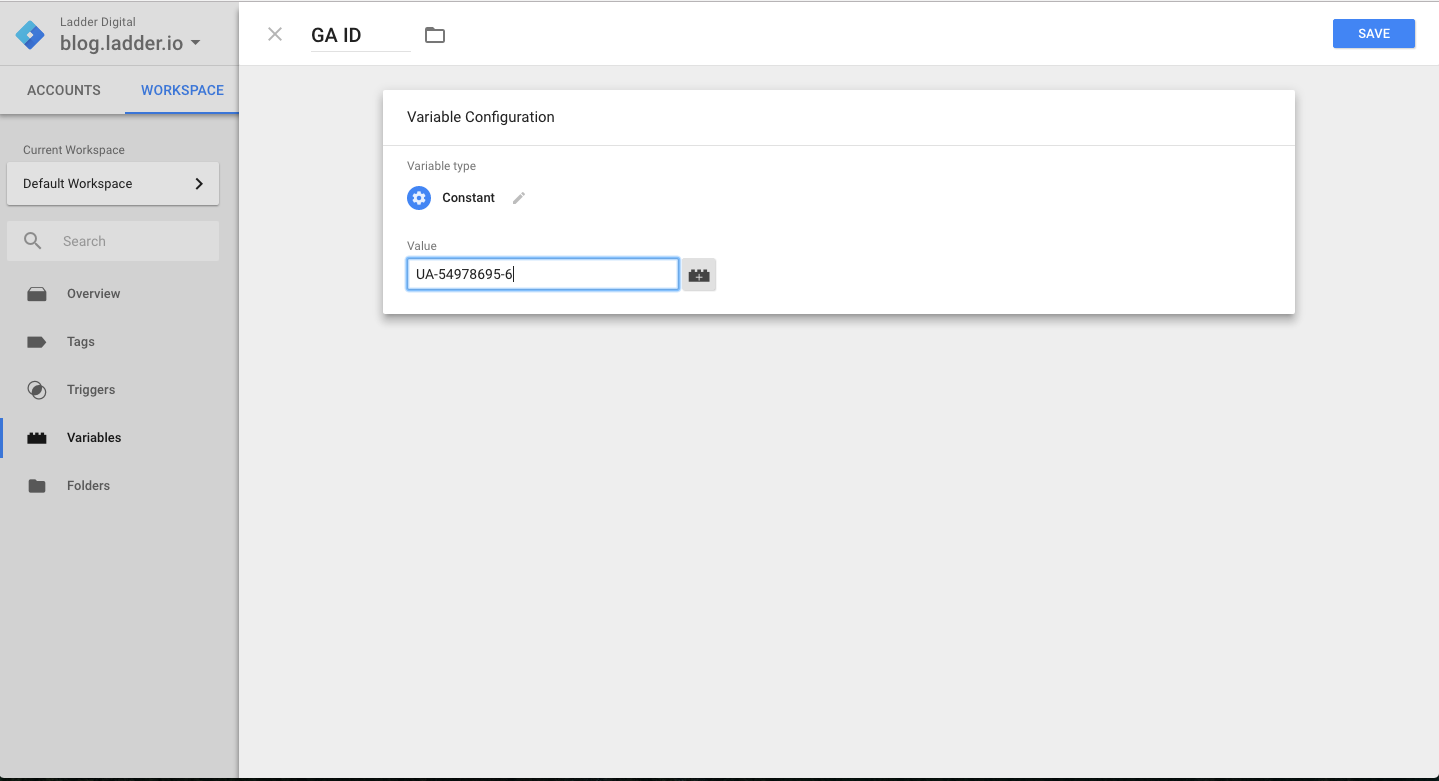 Ladder Digital
blog.ladder.io
ACCOUNTS
WORKSPACE
Current Workspace
Default Workspace
Search
Overview
Tags
Triggers
Variables
Folders
GA ID
SAVE
Variable Configuration
Variable type
Constant
Value
UA-54978695-6